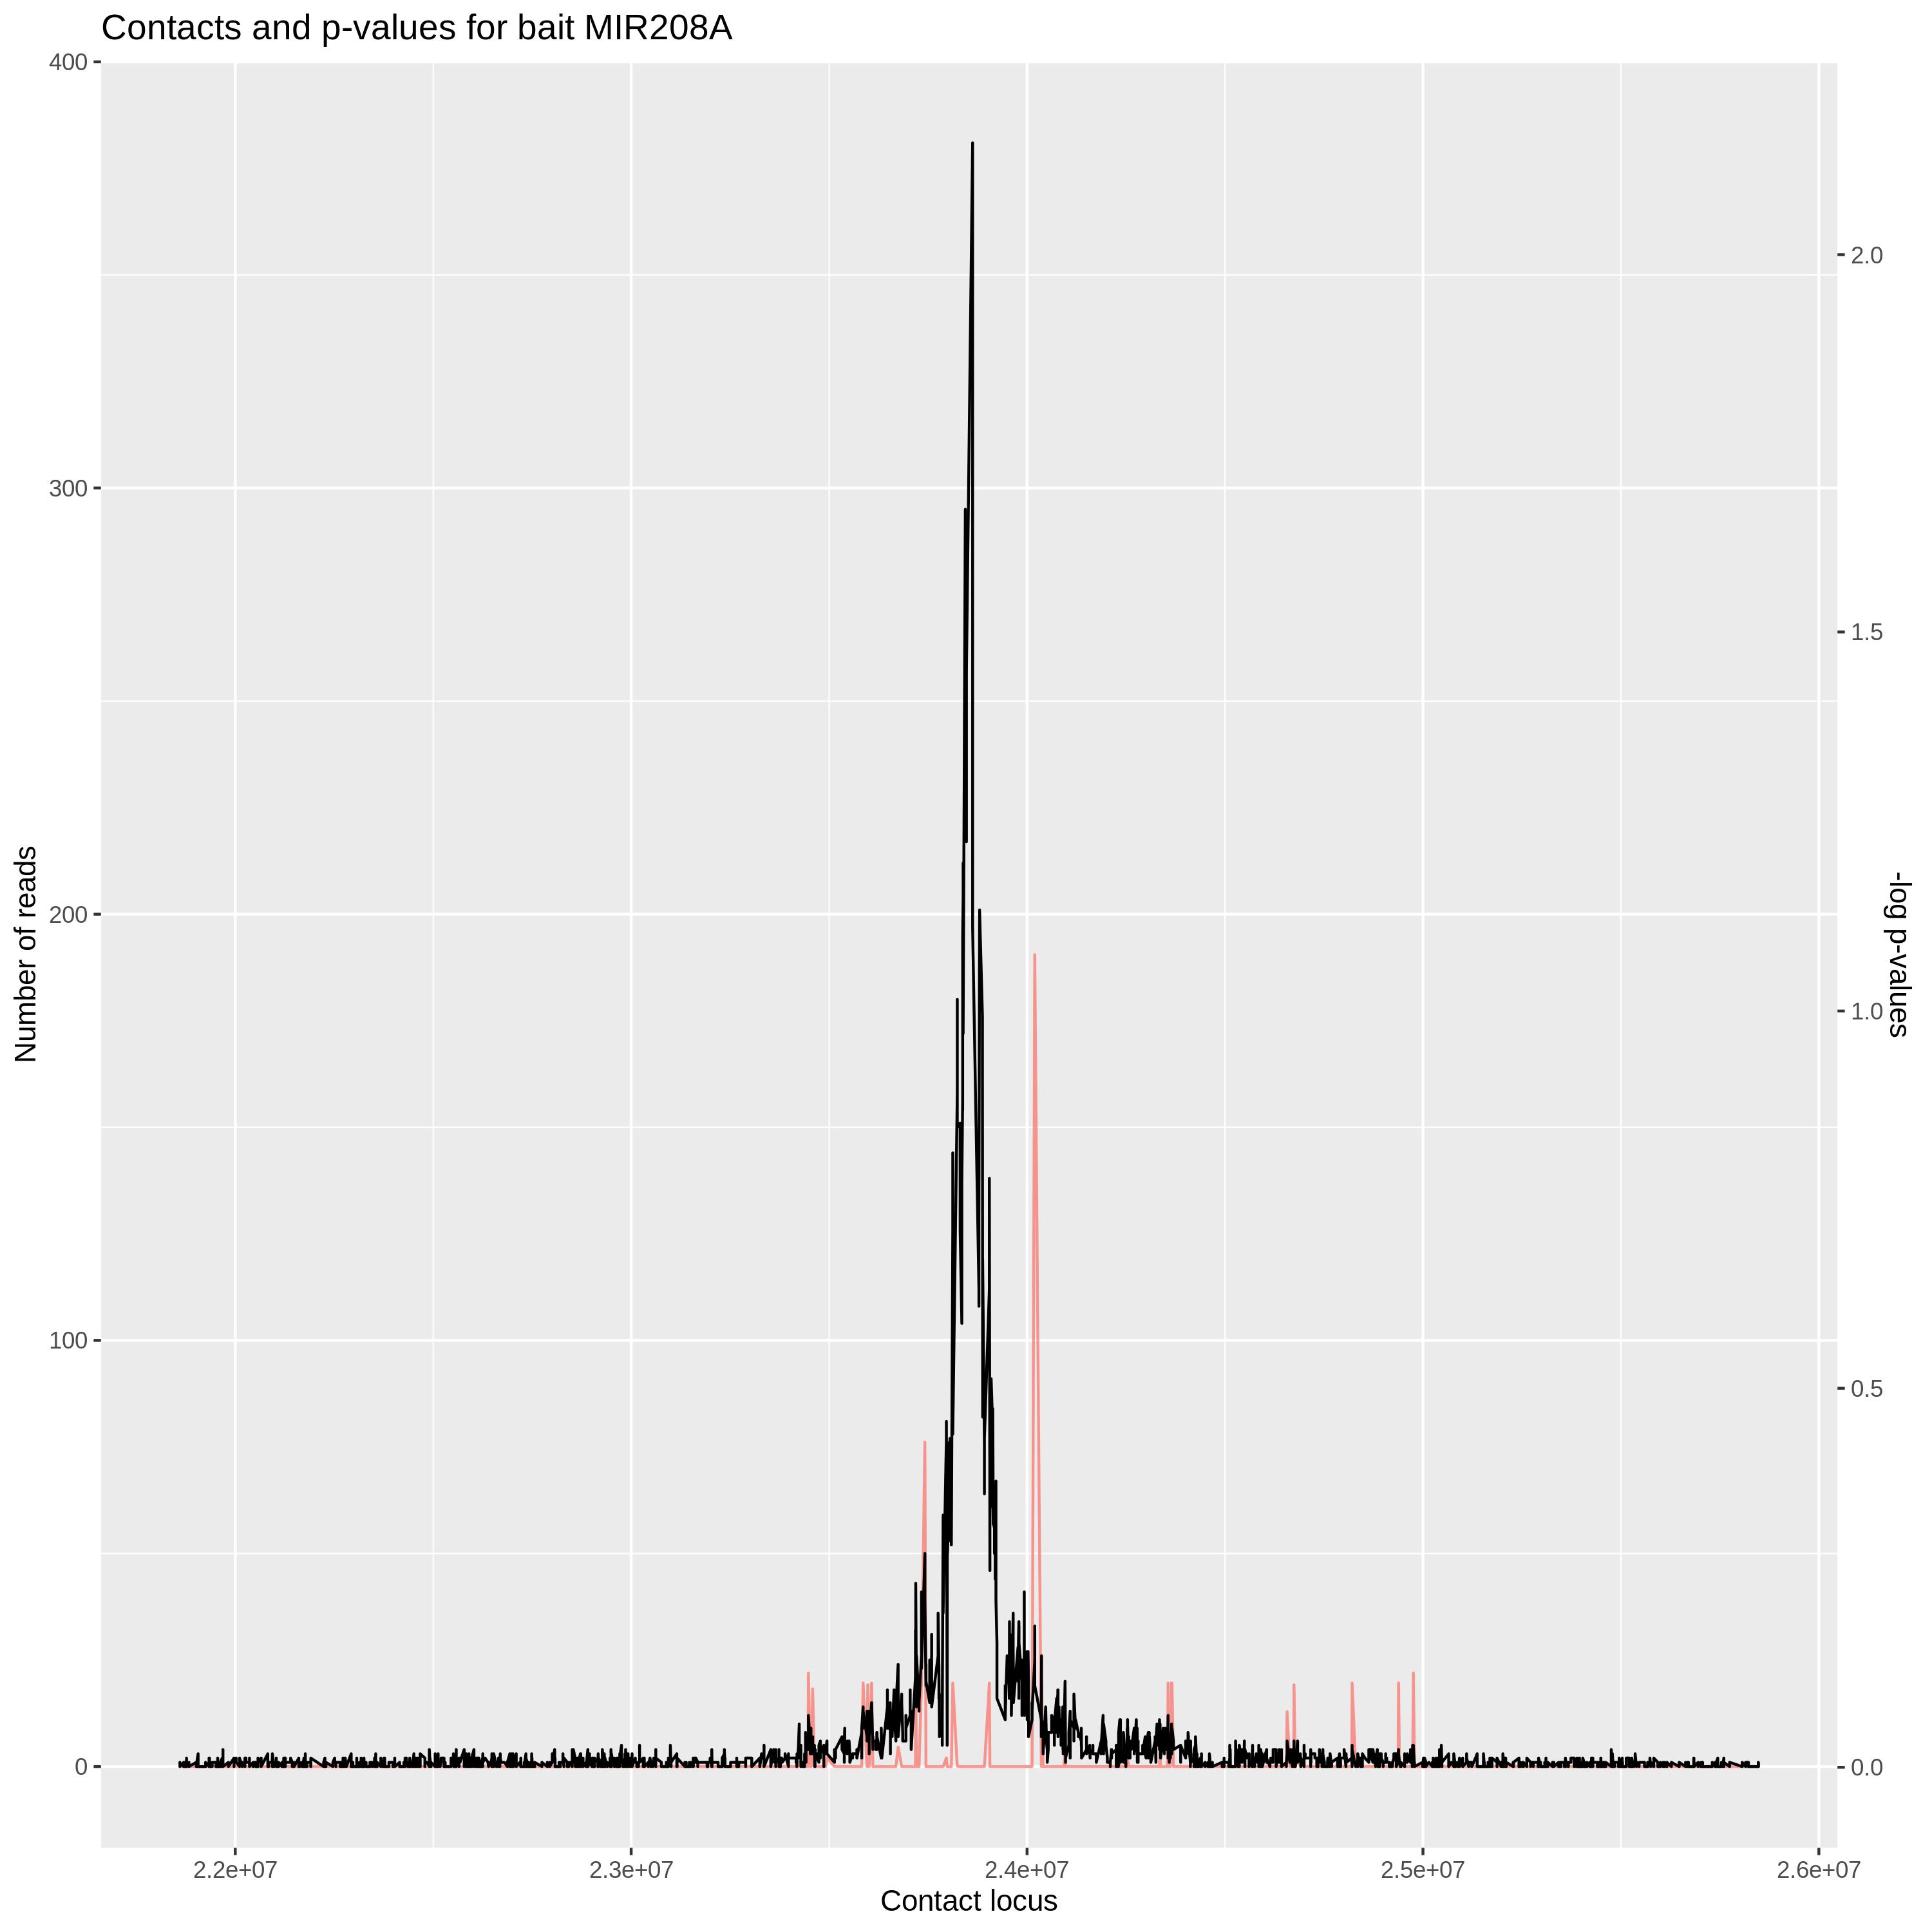 Contacts and p-values for bait MIR208A
400
300
200
100
0
Number of reads
2.0
1.5
1.0
0.5
0.0
-log p-values
2.2e+07
2.3e+07
2.4e+07
2.5e+07
2.6e+07
Contact locus